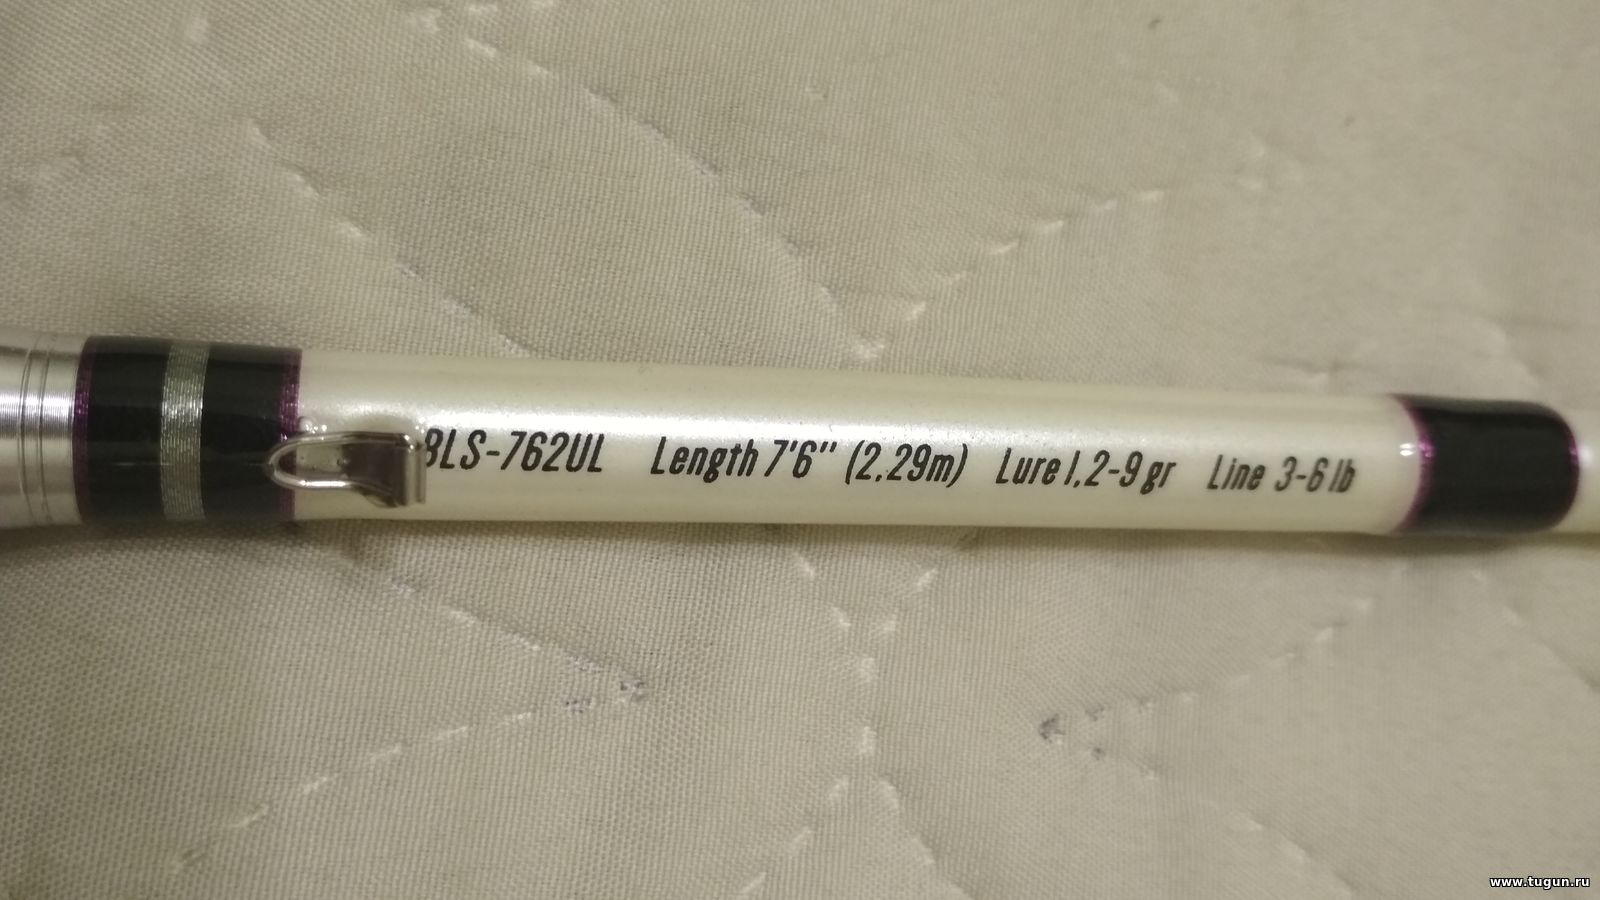 BLS-762UL Length 7'6" (2.29m) Lure 1,2-9 gr Line 3-6 lb
www.tugun.ru